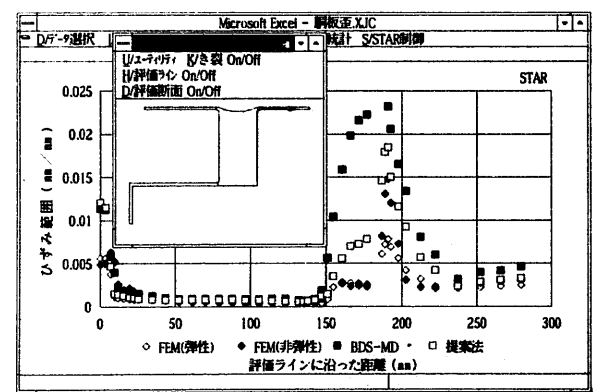 Microsoft Excel - 胴板歪.XJC
D/データ選択
統計 S/STAR制御
U/ユーティリティ K/き裂 On/Off
H/評価ライン On/Off
D/評価断面 On/Off
STAR
ひずみ範囲 (mm/mm)
0.025
0.02
0.015
0.01
0.005
0
0 50 100 150 200 250 300
◇ FEM(弾性) ◆ FEM(非弾性) ■ BDS-MD □ 提案法
評価ラインに沿った距離 (mm)